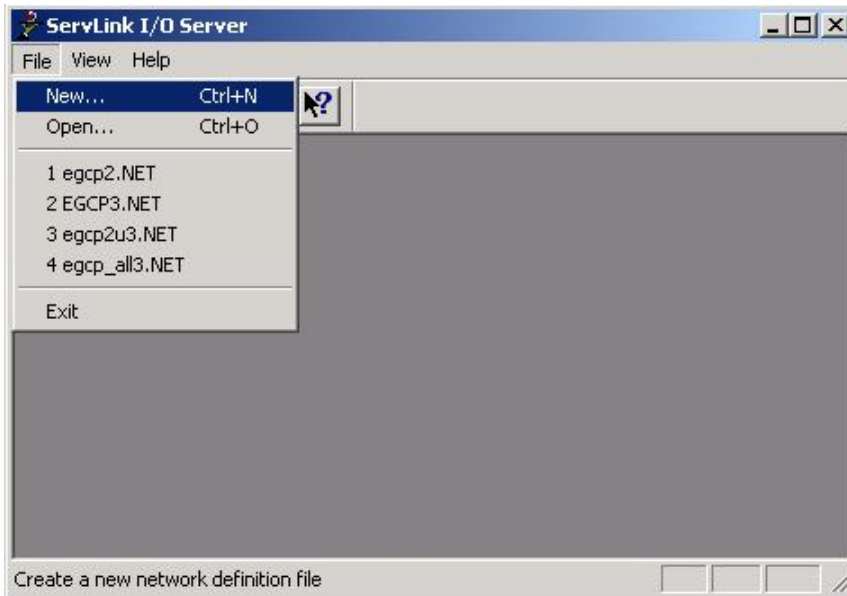 ServLink I/O Server
File View Help
New... Ctrl+N
Open... Ctrl+O
1 egcp2.NET
2 EGCP3.NET
3 egcp2u3.NET
4 egcp_all3.NET
Exit
Create a new network definition file